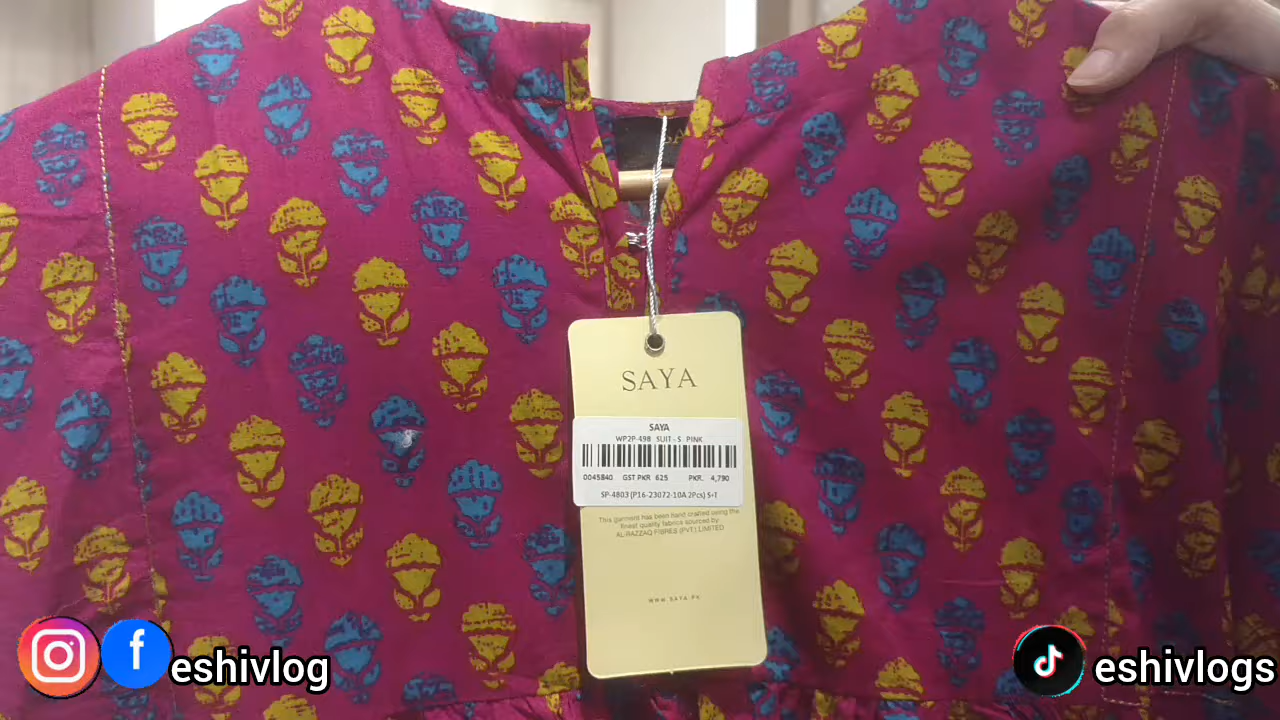 SAYA
SAYA
WP2P-498 SUIT - S PINK
0045840 GST PKR 625 PKR. 4,790
SP-4803 (P16-23072-10A 2Pcs) S+T
This garment has been hand crafted using the
finest quality fabrics sourced by
AL-RAZZAQ FIBRES (PVT.) LIMITED
WWW.SAYA.PK
eshivlog
eshivlogs